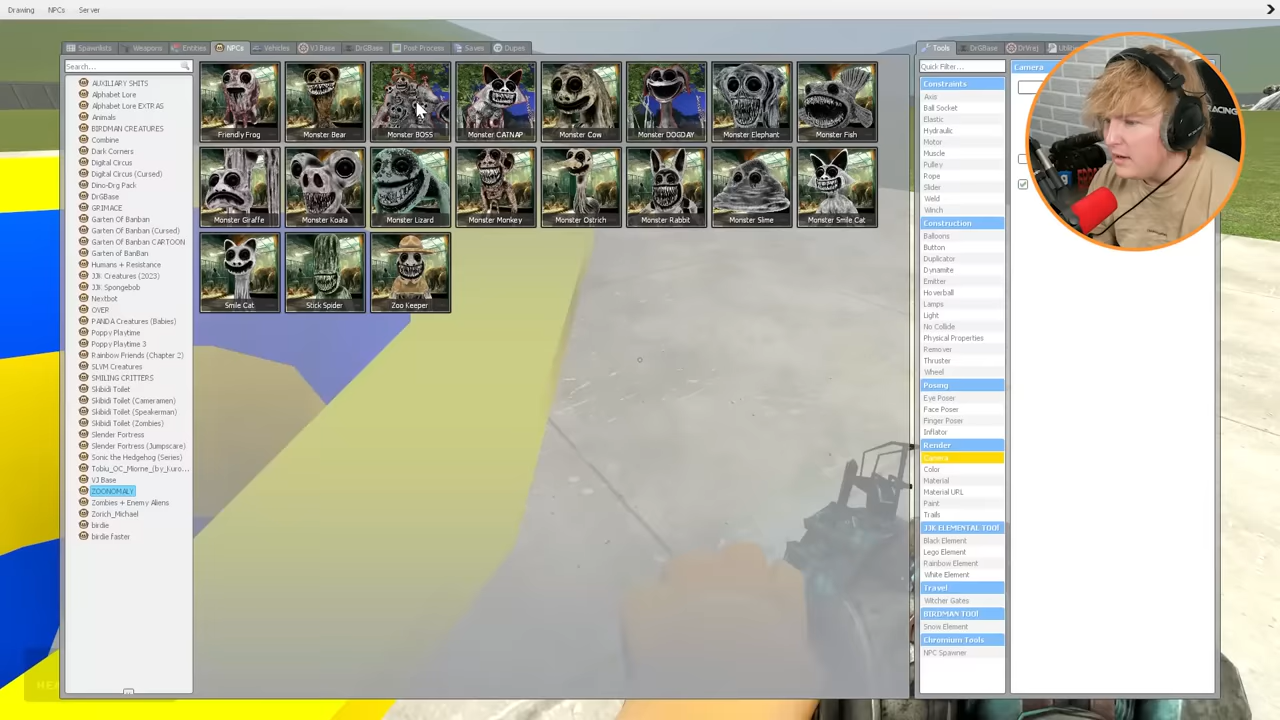 Drawing NPCs Server
Spawnlists Weapons Entities NPCs Vehicles VJ Base DrGBase Post Process Saves Dupes
Search...
AUXILIARY SHITS
Alphabet Lore
Alphabet Lore EXTRAS
Animals
BIRDMAN CREATURES
Combine
Dark Corners
Digital Circus
Digital Circus (Cursed)
Dino-Drg Pack
DrGBase
GRIMACE
Garten Of Banban
Garten Of Banban (Cursed)
Garten Of Banban CARTOON
Garten of BanBan
Humans + Resistance
JJK Creatures (2023)
JJK Spongebob
Nextbot
OVER
PANDA Creatures (Babies)
Poppy Playtime
Poppy Playtime 3
Rainbow Friends (Chapter 2)
SLVM Creatures
SMILING CRITTERS
Skibidi Toilet
Skibidi Toilet (Cameramen)
Skibidi Toilet (Speakerman)
Skibidi Toilet (Zombies)
Slender Fortress
Slender Fortress (Jumpscare)
Sonic the Hedgehog (Series)
VJ Base
ZOONOMALY
Zombies + Enemy Aliens
Zorich_Michael
birdie
birdie faster
Friendly Frog Monster Bear Monster BOSS Monster CATNAP Monster Cow Monster DOGDAY Monster Elephant Monster Fish
Monster Giraffe Monster Koala Monster Lizard Monster Monkey Monster Ostrich Monster Rabbit Monster Slime Monster Smile Cat
Smile Cat Stick Spider Zoo Keeper
Tools DrGBase DrVrej
Quick Filter...
Constraints
Axis
Ball Socket
Elastic
Hydraulic
Motor
Muscle
Pulley
Rope
Slider
Weld
Winch
Construction
Balloons
Button
Duplicator
Dynamite
Emitter
Hoverball
Lamps
Light
No Collide
Physical Properties
Remover
Thruster
Wheel
Posing
Eye Poser
Face Poser
Finger Poser
Inflator
Render
Camera
Color
Material
Material URL
Paint
Trails
JJK ELEMENTAL TOOl
Black Element
Lego Element
Rainbow Element
White Element
Travel
Witcher Gates
BIRDMAN TOOl
Snow Element
Chromium Tools
NPC Spawner
Camera
RACING